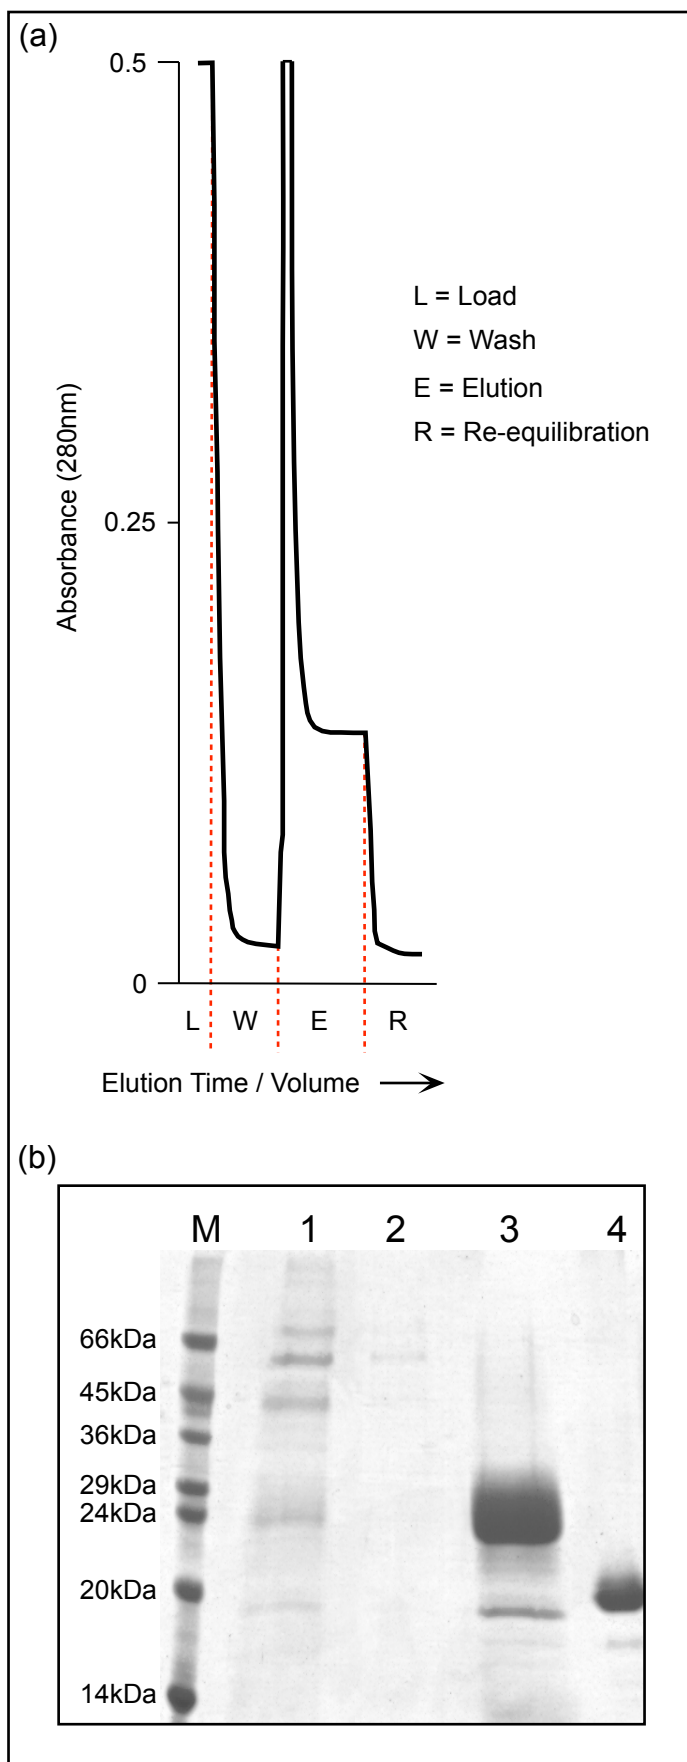 (a)
0.5
L = Load
W = Wash
E = Elution
R = Re-equilibration
Absorbance (280nm)
0.25
0
L W E R
Elution Time / Volume
(b)
M 1 2 3 4
66kDa
45kDa
36kDa
29kDa
24kDa
20kDa
14kDa